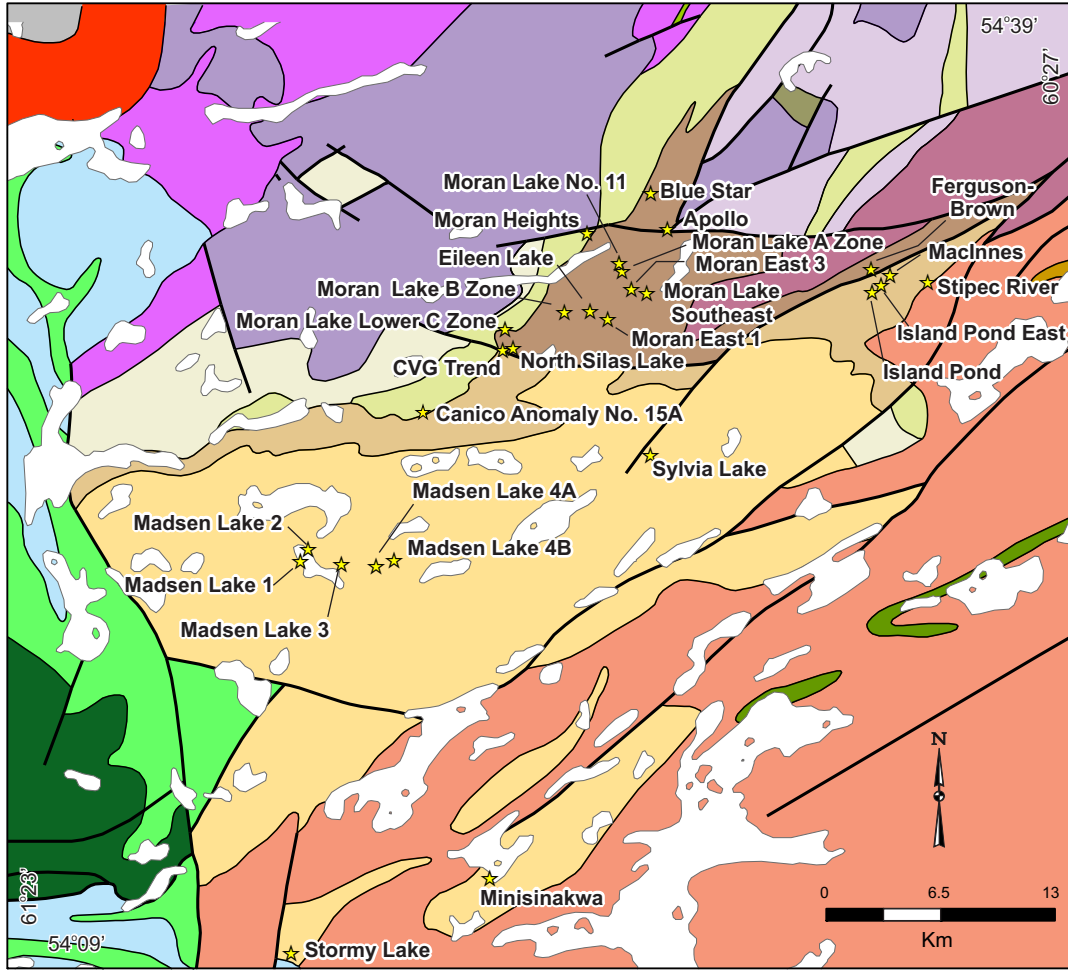 54°39'
60°27'
Moran Lake No. 11
Ferguson-
Brown
Blue Star
Moran Heights
Apollo
Moran Lake A Zone
MacInnes
Eileen Lake
Moran East 3
Moran Lake B Zone
Moran Lake
Southeast
Stipec River
Moran Lake Lower C Zone
Moran East 1
Island Pond East
CVG Trend
North Silas Lake
Island Pond
Canico Anomaly No. 15A
Sylvia Lake
Madsen Lake 4A
Madsen Lake 2
Madsen Lake 4B
Madsen Lake 1
Madsen Lake 3
N
61°23'
Minisinakwa
0 6.5 13
Km
54°09'
Stormy Lake